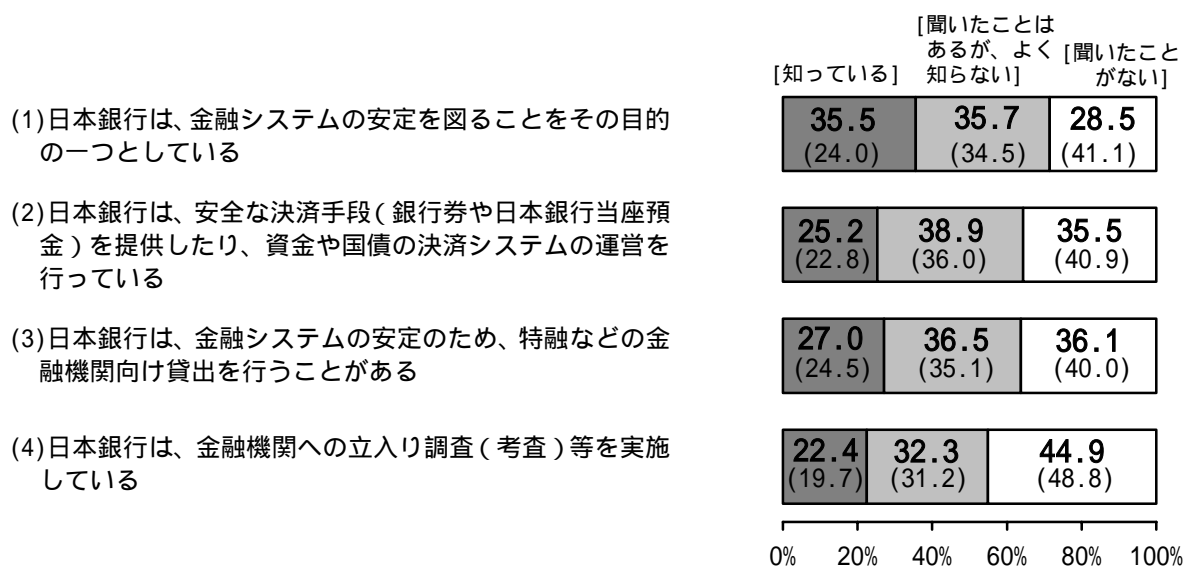 [知っている]
[聞いたことは
あるが、よく
知らない]
[聞いたこと
がない]
(1)日本銀行は、金融システムの安定を図ることをその目的
の一つとしている
35.5 35.7 28.5
(24.0) (34.5) (41.1)
(2)日本銀行は、安全な決済手段(銀行券や日本銀行当座預
金)を提供したり、資金や国債の決済システムの運営を
行っている
25.2 38.9 35.5
(22.8) (36.0) (40.9)
(3)日本銀行は、金融システムの安定のため、特融などの金
融機関向け貸出を行うことがある
27.0 36.5 36.1
(24.5) (35.1) (40.0)
(4)日本銀行は、金融機関への立入り調査(考査)等を実施
している
22.4 32.3 44.9
(19.7) (31.2) (48.8)
0% 20% 40% 60% 80% 100%